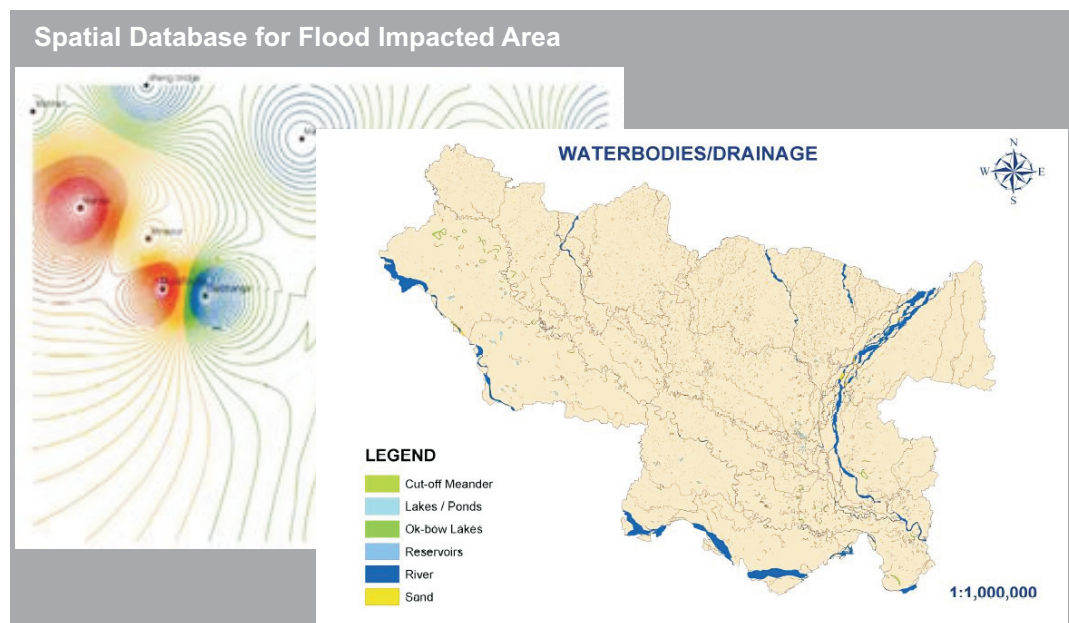 Spatial Database for Flood Impacted Area
WATERBODIES/DRAINAGE
N
W E
S
LEGEND
Cut-off Meander
Lakes / Ponds
Ok-bow Lakes
Reservoirs
River
Sand
1:1,000,000